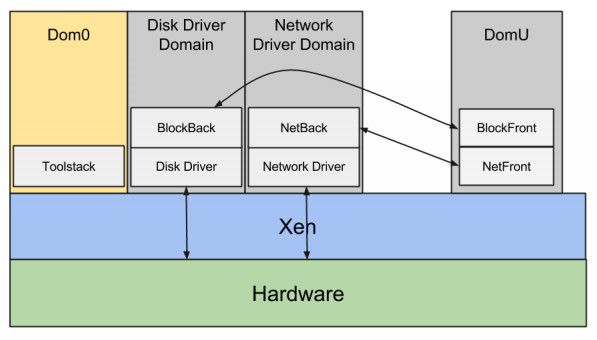 Dom0
Disk Driver
Domain
Network
Driver Domain
DomU
BlockBack
NetBack
BlockFront
Toolstack
Disk Driver
Network Driver
NetFront
Xen
Hardware